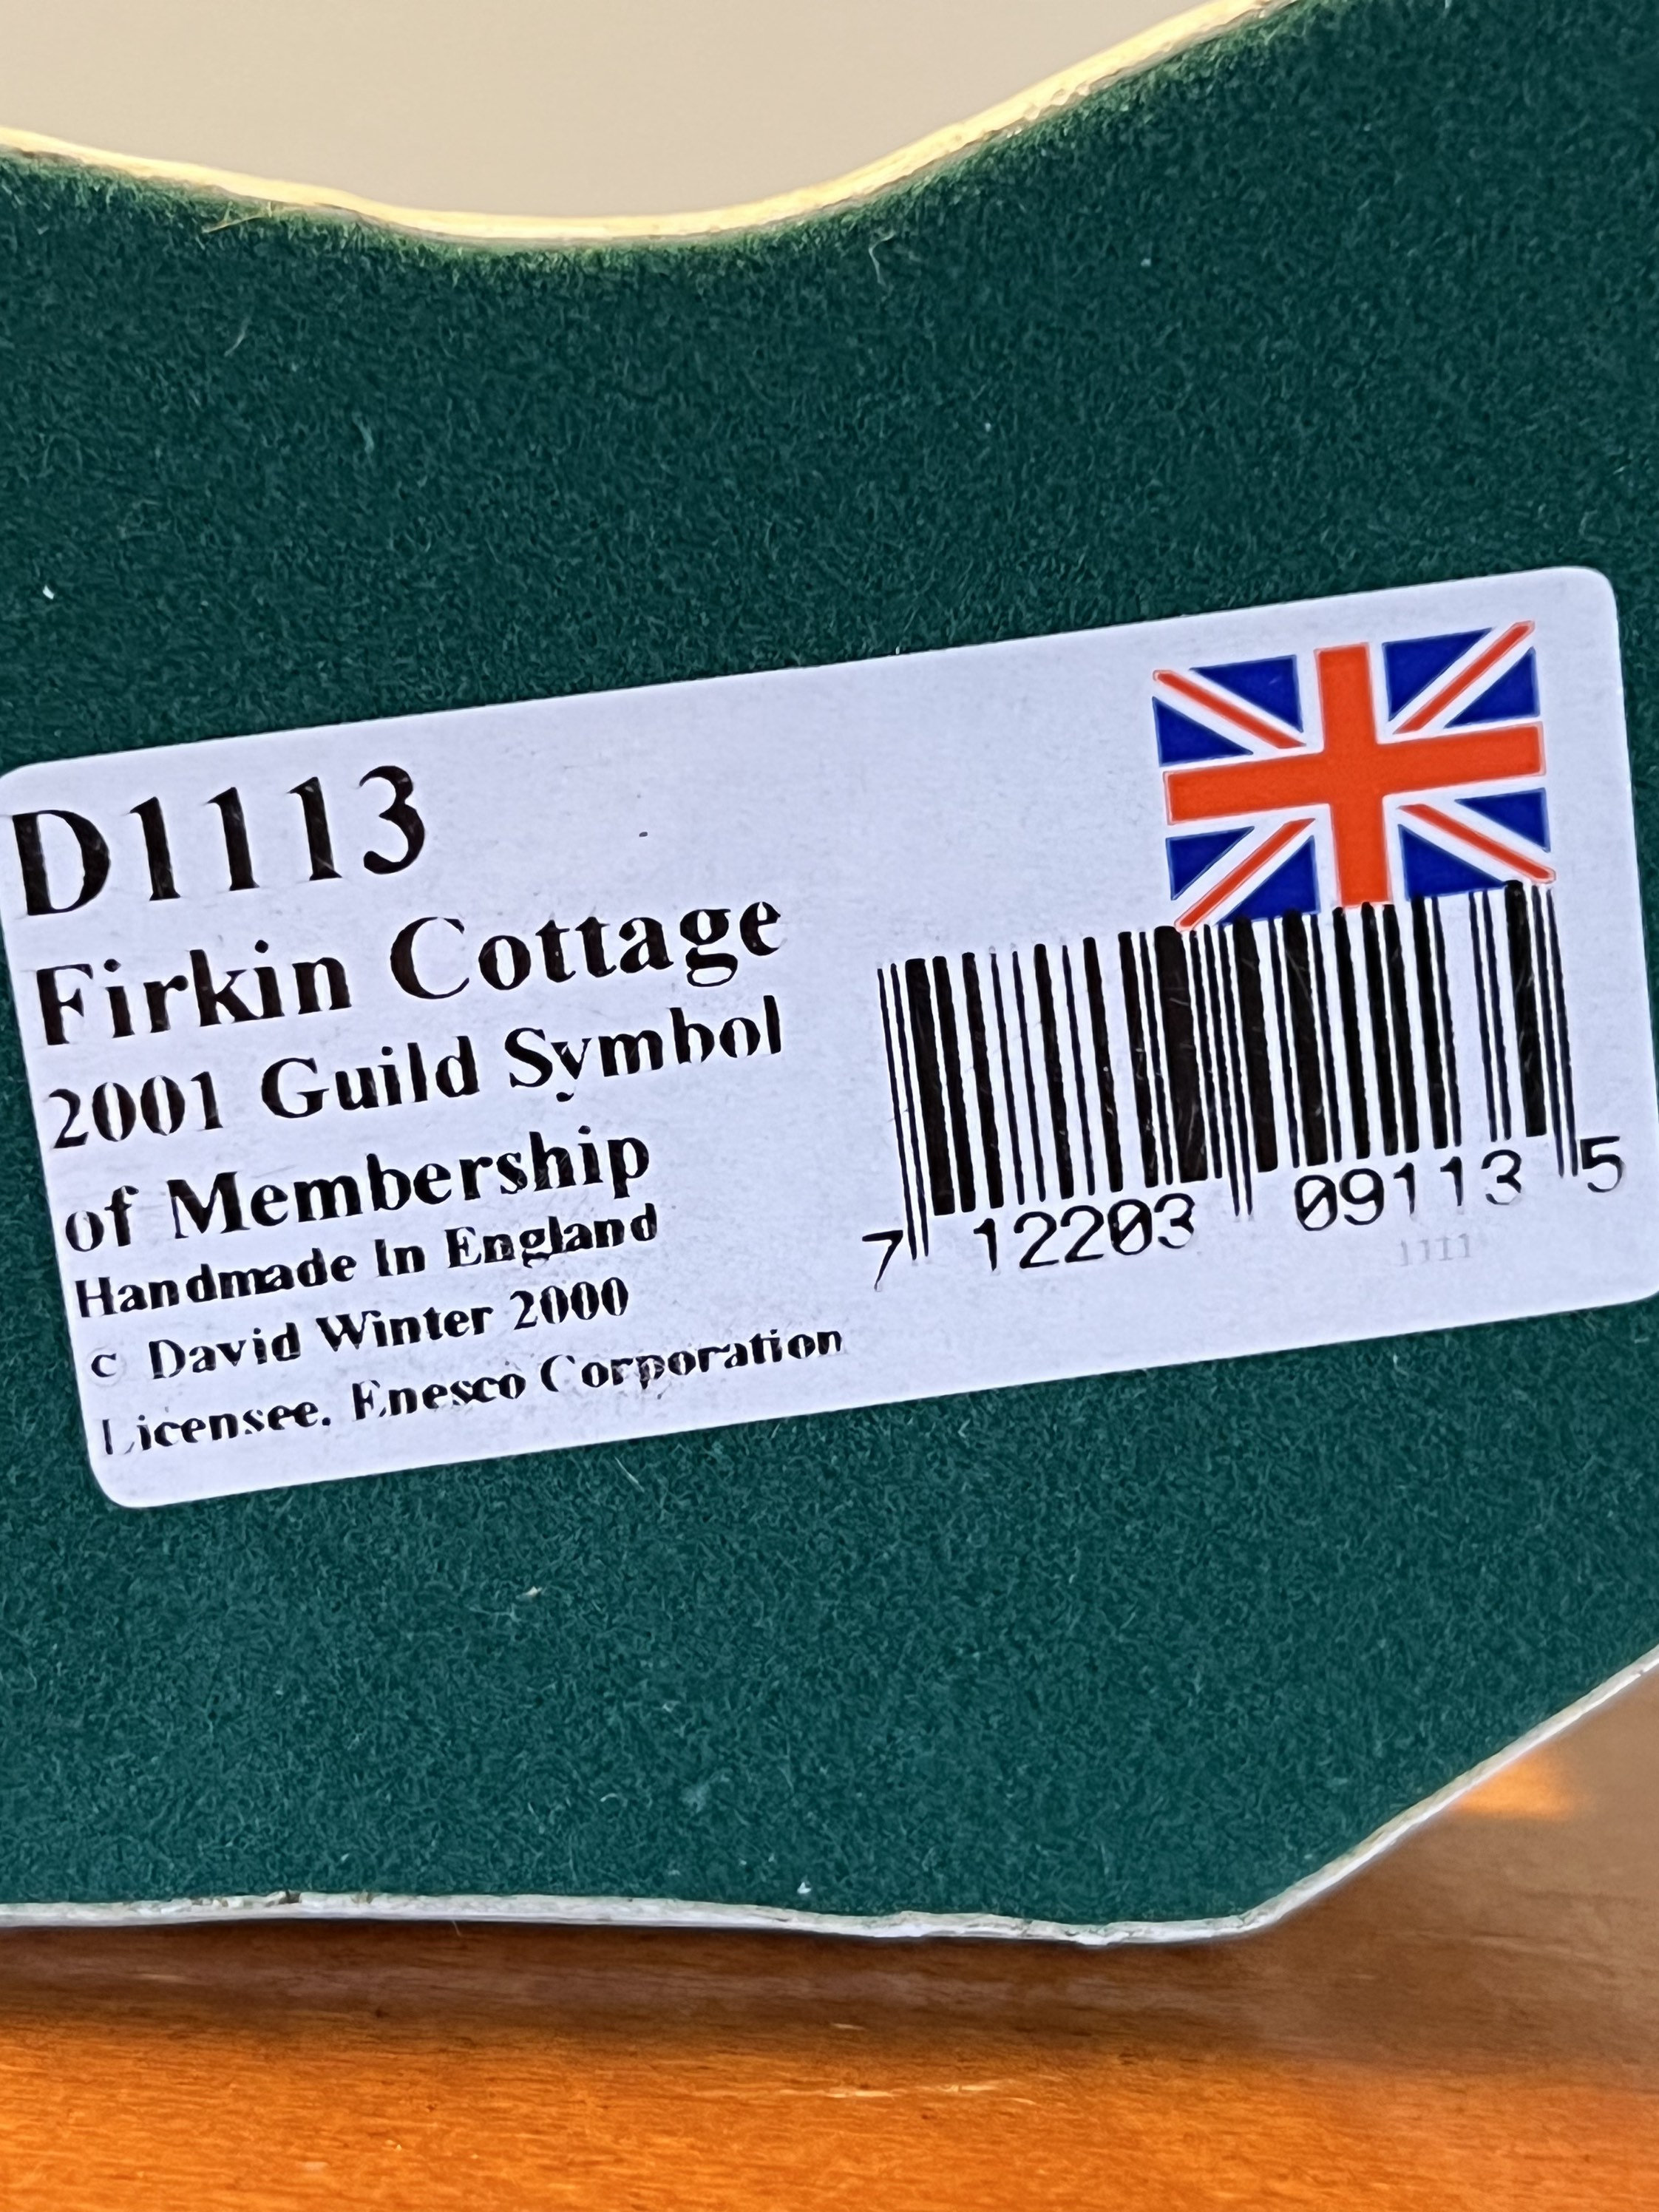 D1113
Firkin Cottage
2001 Guild Symbol
of Membership
Handmade In England
c David Winter 2000
Licensee. Enesco Corporation
7 12203 09113 5
1111